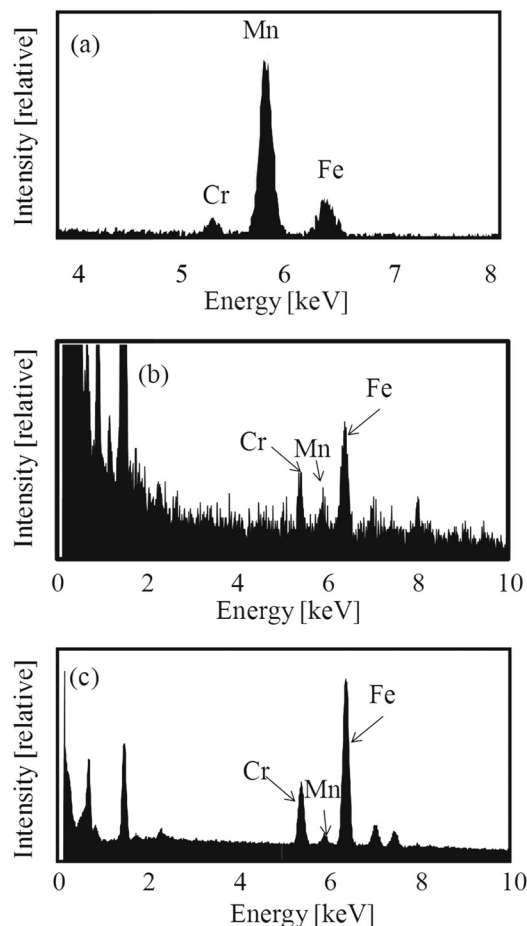 (a)
Mn
Cr
Fe
Intensity [relative]
4 5 6 7 8
Energy [keV]
(b)
Fe
Cr
Mn
Intensity [relative]
0 2 4 6 8 10
Energy [keV]
(c)
Fe
Cr
Mn
Intensity [relative]
0 2 4 6 8 10
Energy [keV]